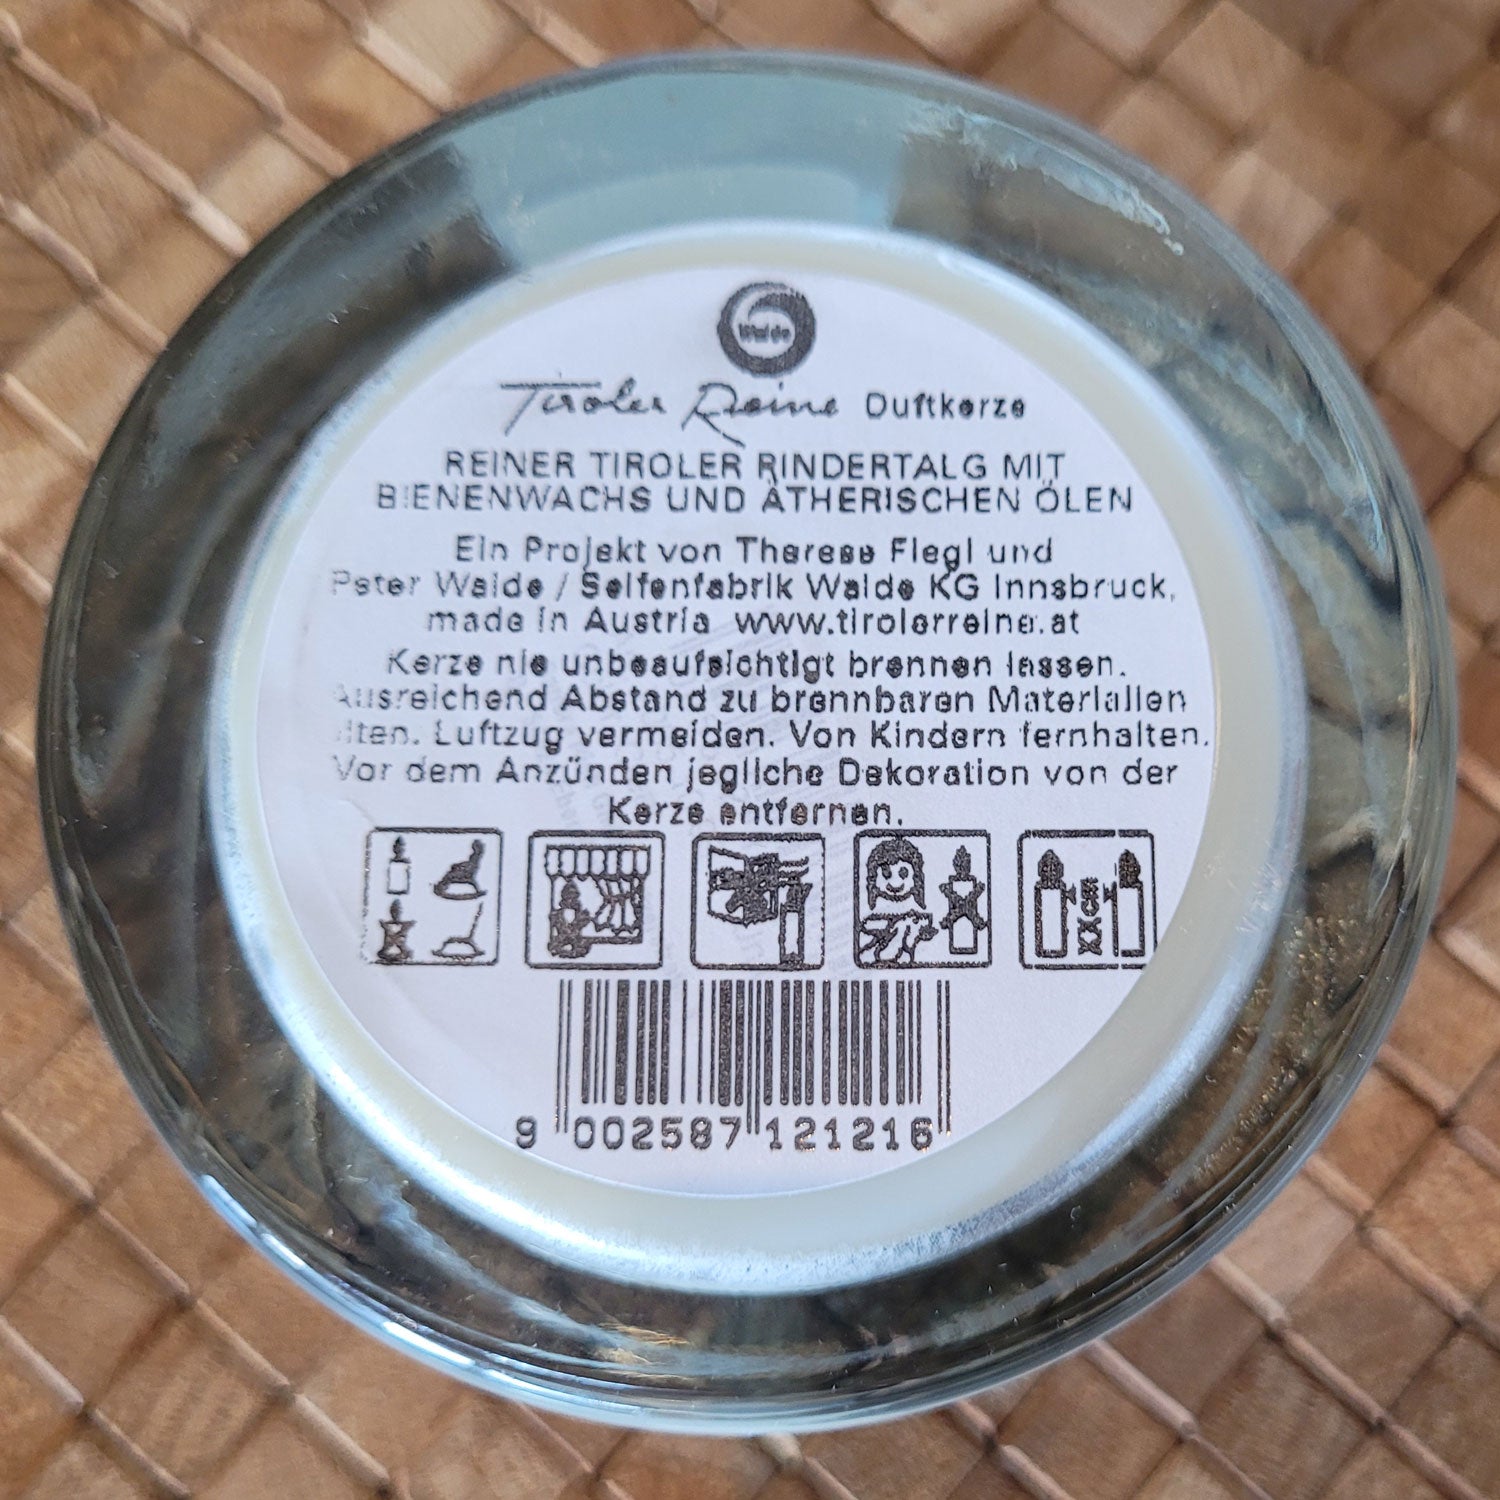 Walde
Tiroler Reine Duftkerze
REINER TIROLER RINDERTALG MIT
BIENENWACHS UND ÄTHERISCHEN ÖLEN
Ein Projekt von Therese Fiegl und
Peter Walde / Seifenfabrik Walde KG Innsbruck,
made in Austria www.tirolerreine.at
Kerze nie unbeaufsichtigt brennen lassen.
Ausreichend Abstand zu brennbaren Materialien
lten. Luftzug vermeiden. Von Kindern fernhalten.
Vor dem Anzünden jegliche Dekoration von der
Kerze entfernen.
9 002587 121216